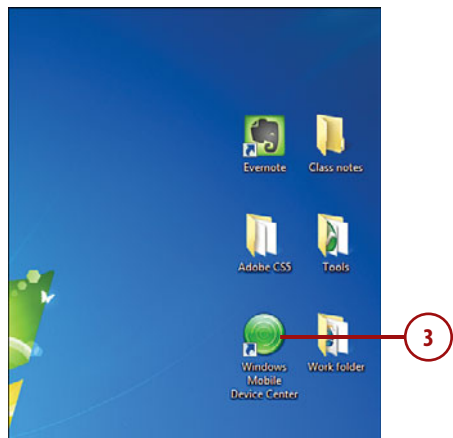 Evernote
Class notes
Adobe CS5
Tools
3
Windows
Mobile
Device Center
Work folder